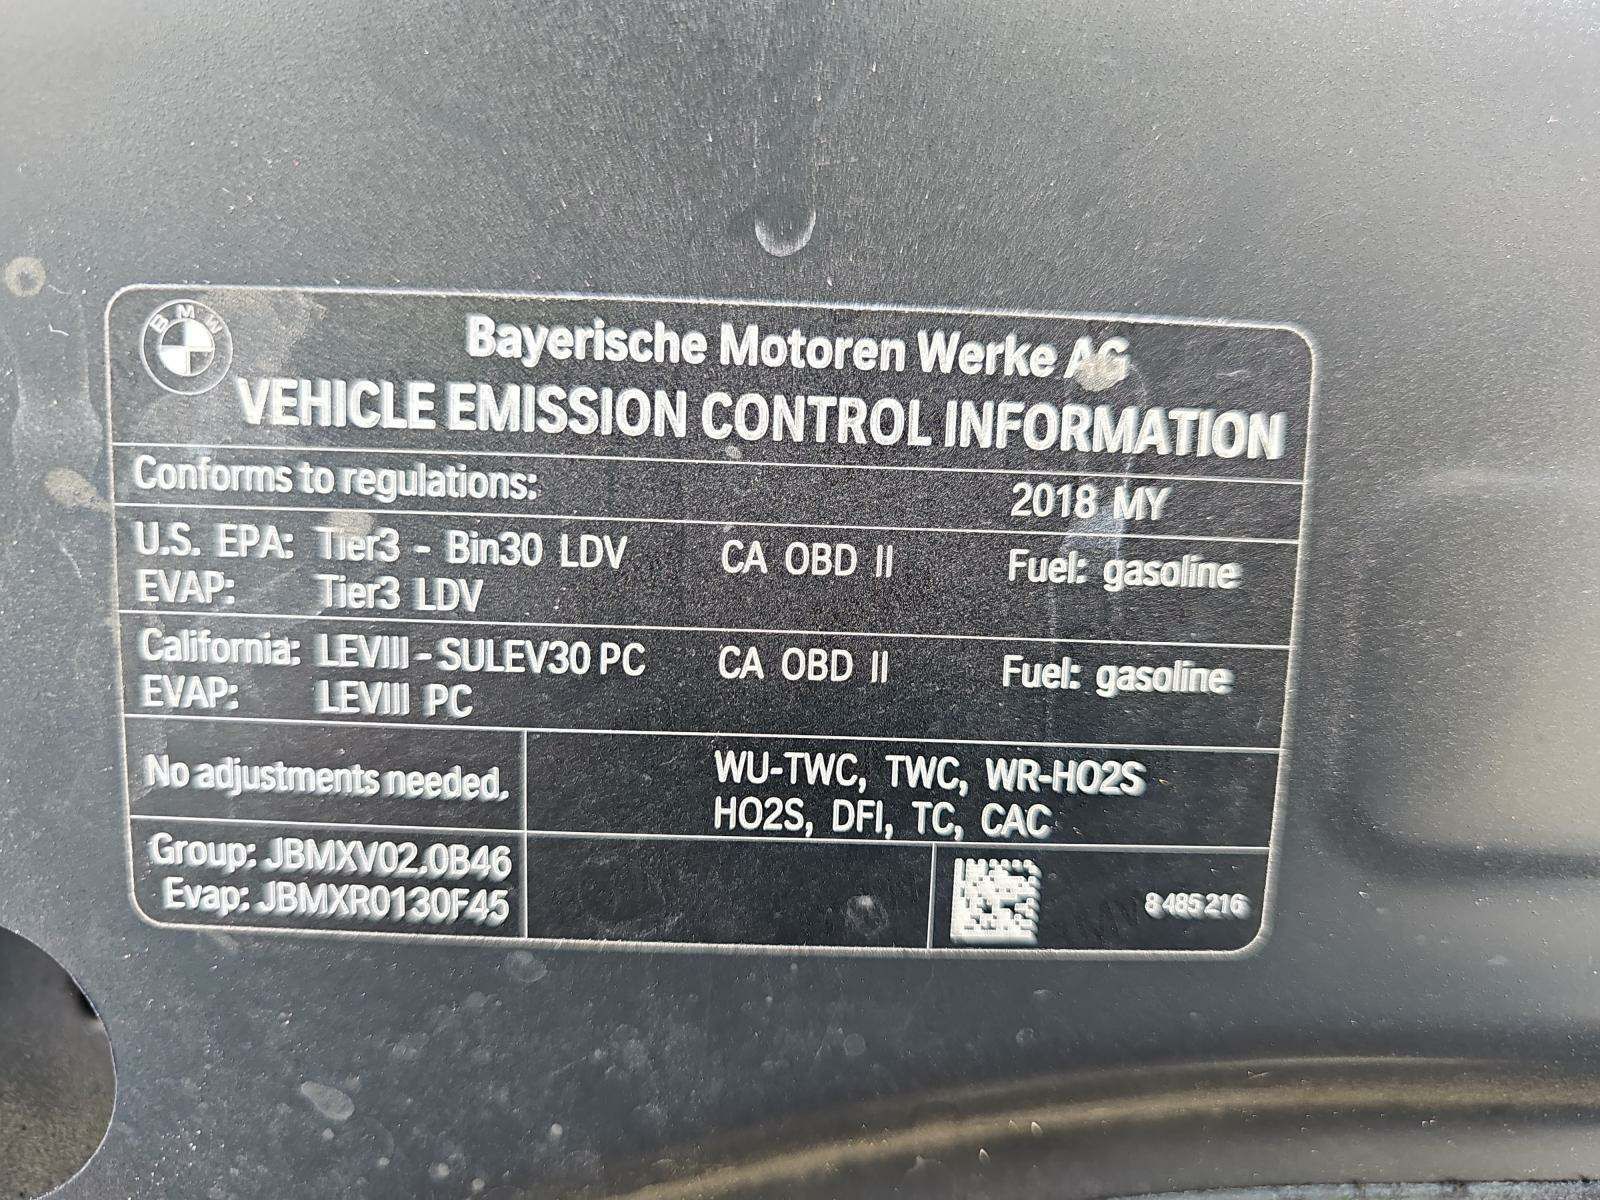 BMW
Bayerische Motoren Werke AG
VEHICLE EMISSION CONTROL INFORMATION
Conforms to regulations: 2018 MY
U.S. EPA: Tier3 - Bin30 LDV CA OBD II Fuel: gasoline
EVAP: Tier3 LDV
California: LEVIII - SULEV30 PC CA OBD II Fuel: gasoline
EVAP: LEVIII PC
No adjustments needed.
WU-TWC, TWC, WR-HO2S
HO2S, DFI, TC, CAC
Group: JBMXV02.0B46
Evap: JBMXR0130F45
8 485 216